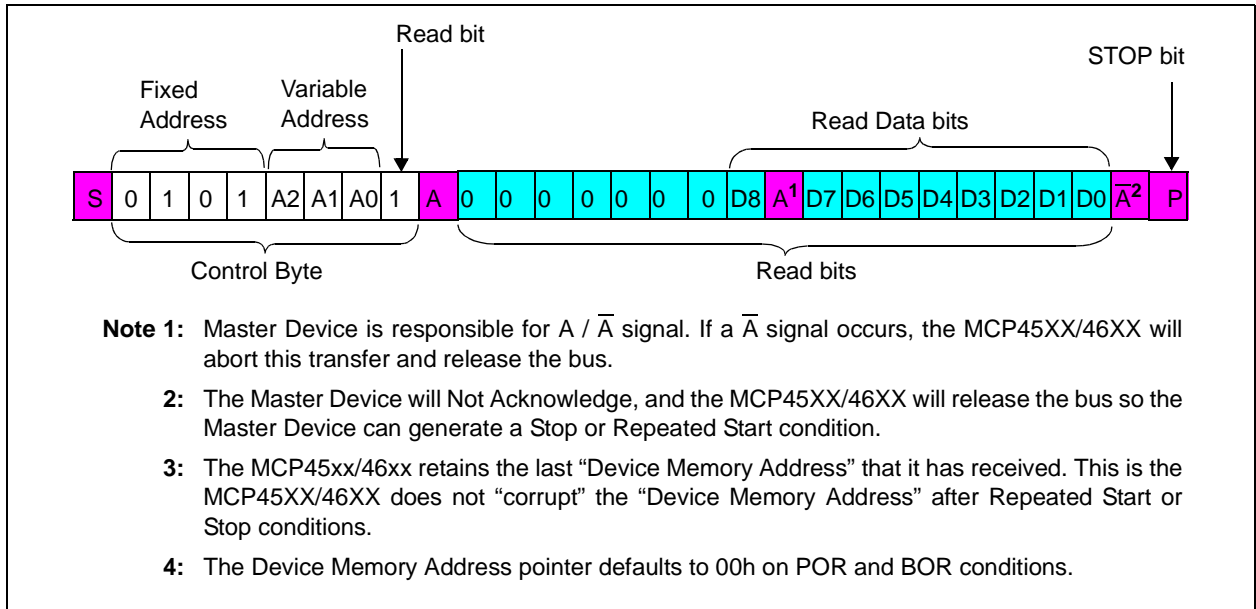 Read bit
STOP bit
Fixed Address
Variable Address
Read Data bits
S 0 1 0 1 A2 A1 A0 1 A 0 0 0 0 0 0 0 D8 A¹ D7 D6 D5 D4 D3 D2 D1 D0 A̅² P
Control Byte
Read bits
Note 1: Master Device is responsible for A / A̅ signal. If a A̅ signal occurs, the MCP45XX/46XX will
abort this transfer and release the bus.
2: The Master Device will Not Acknowledge, and the MCP45XX/46XX will release the bus so the
Master Device can generate a Stop or Repeated Start condition.
3: The MCP45xx/46xx retains the last “Device Memory Address” that it has received. This is the
MCP45XX/46XX does not “corrupt” the “Device Memory Address” after Repeated Start or
Stop conditions.
4: The Device Memory Address pointer defaults to 00h on POR and BOR conditions.